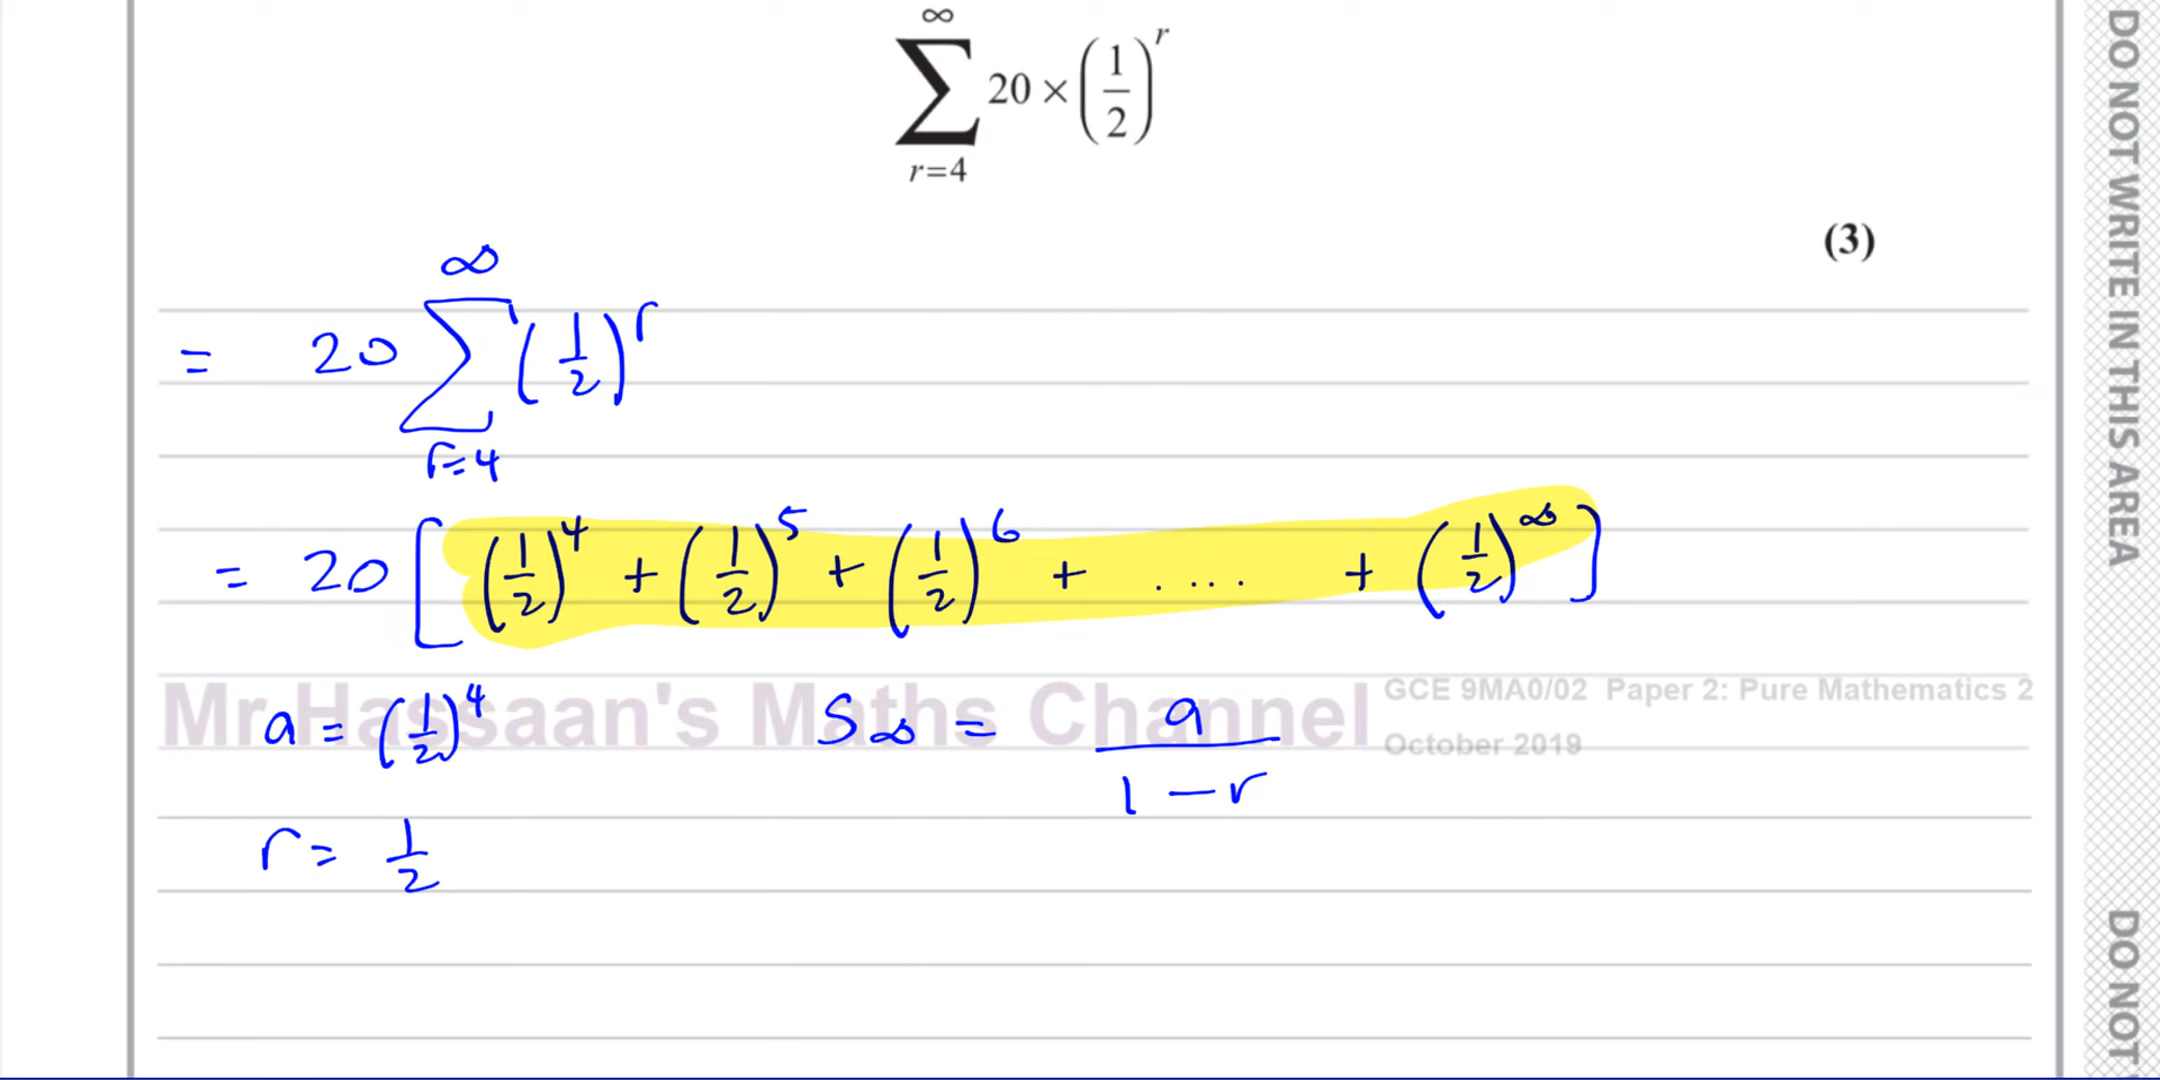 ∞
∑ 20 × (1/2)^r
r=4
(3)
∞
= 20 ∑ (1/2)^r
r=4
= 20 [ (1/2)^4 + (1/2)^5 + (1/2)^6 + .... + (1/2)^∞ ]
Mr Hassaan's Maths Channel
GCE 9MA0/02 Paper 2: Pure Mathematics 2
October 2019
a = (1/2)^4
S∞ = a/(1-r)
r = 1/2
DO NOT WRITE IN THIS AREA
DO NOT